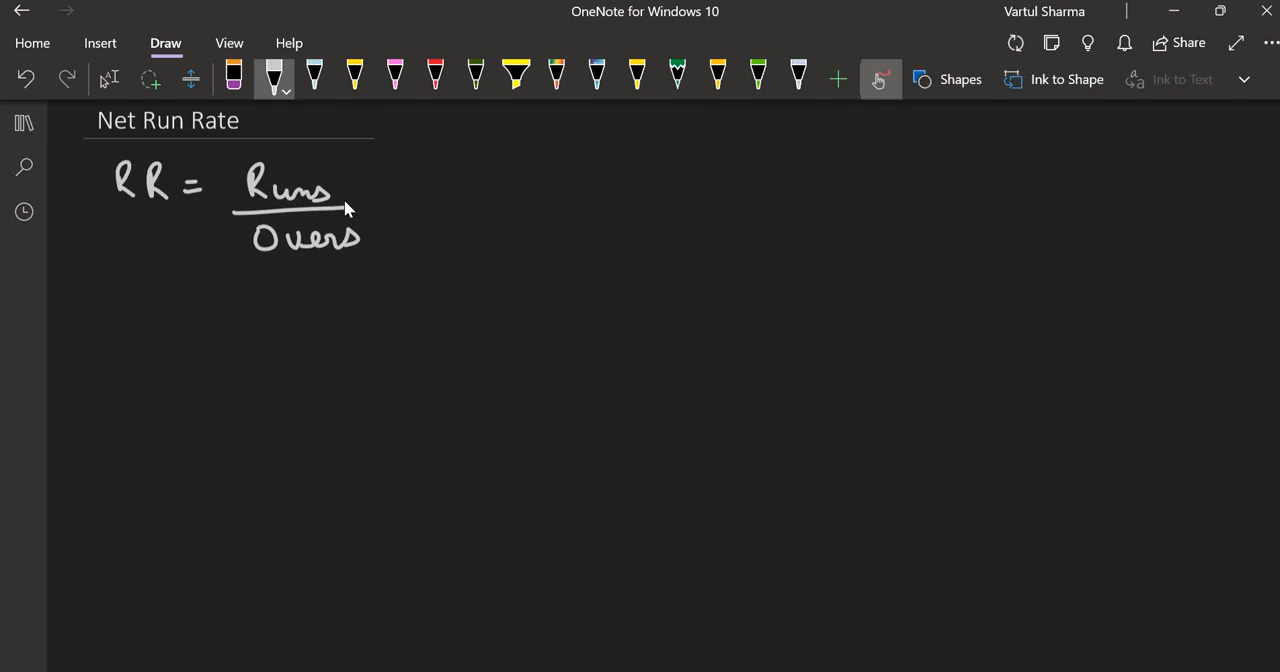 OneNote for Windows 10
Vartul Sharma
Home Insert Draw View Help
Share
Shapes Ink to Shape Ink to Text
Net Run Rate
RR = Runs
Overs